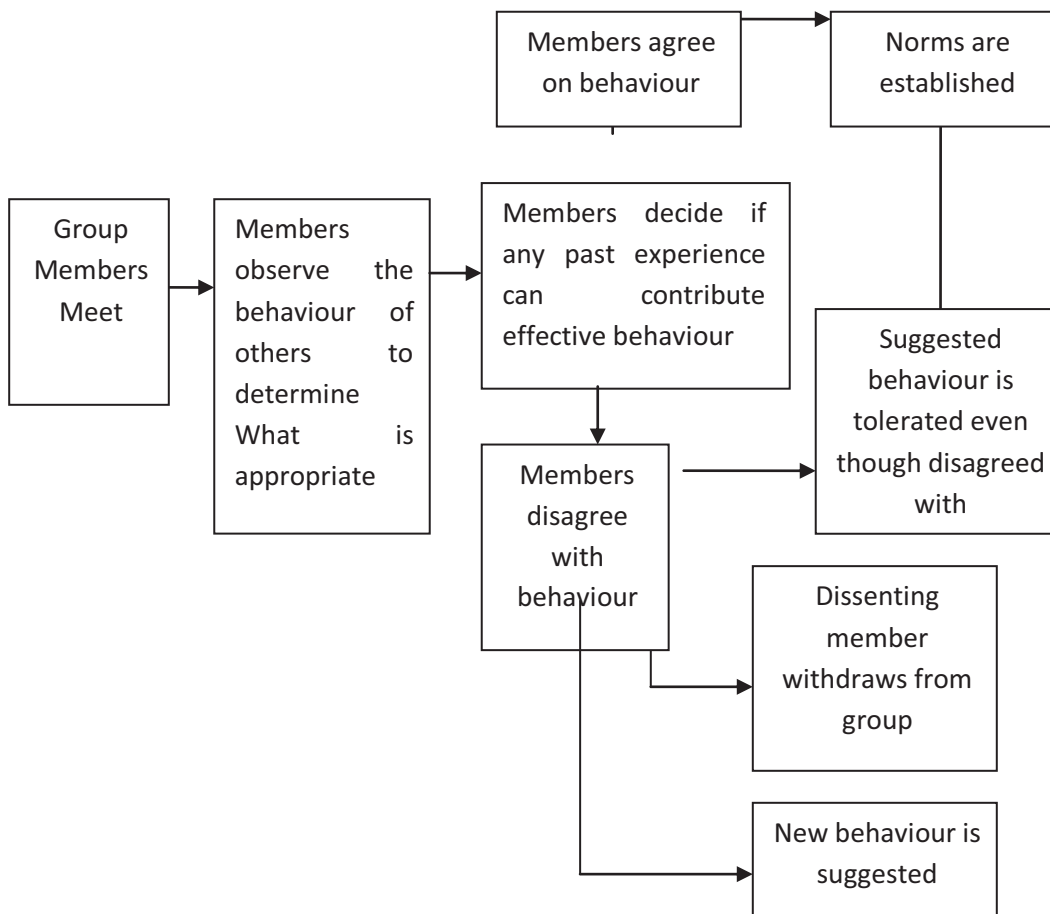 Members agree
on behaviour
Norms are
established
Group
Members
Meet
Members
observe the
behaviour of
others to
determine
What is
appropriate
Members decide if
any past experience
can contribute
effective behaviour
Suggested
behaviour is
tolerated even
though disagreed
with
Members
disagree
with
behaviour
Dissenting
member
withdraws from
group
New behaviour is
suggested